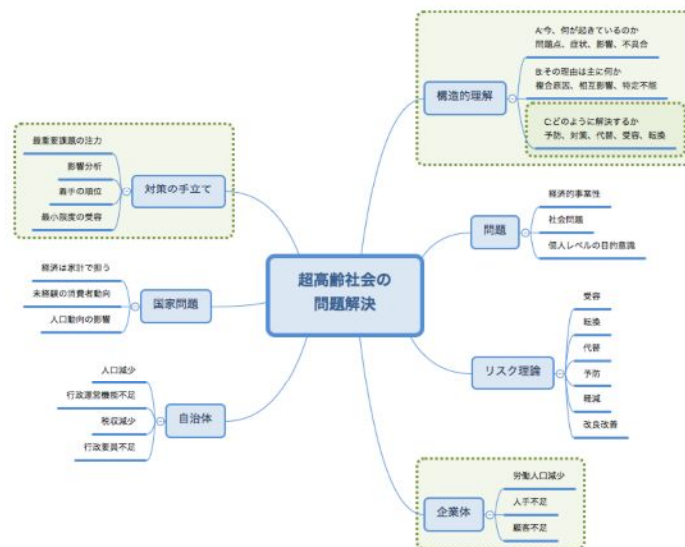 超高齢社会の
問題解決
構造的理解
A:今、何が起きているのか
問題点、症状、影響、不具合
B:その理由は主に何か
複合原因、相互影響、特定不能
C:どのように解決するか
予防、対策、代替、受容、転換
問題
経済的事業性
社会問題
個人レベルの目的意識
リスク理論
受容
転換
代替
予防
軽減
改良改善
企業体
労働人口減少
人手不足
顧客不足
対策の手立て
最重要課題の注力
影響分析
着手の順位
最小限度の受容
国家問題
経済は家計で担う
未経験の消費者動向
人口動向の影響
自治体
人口減少
行政運営機能不足
税収減少
行政要員不足